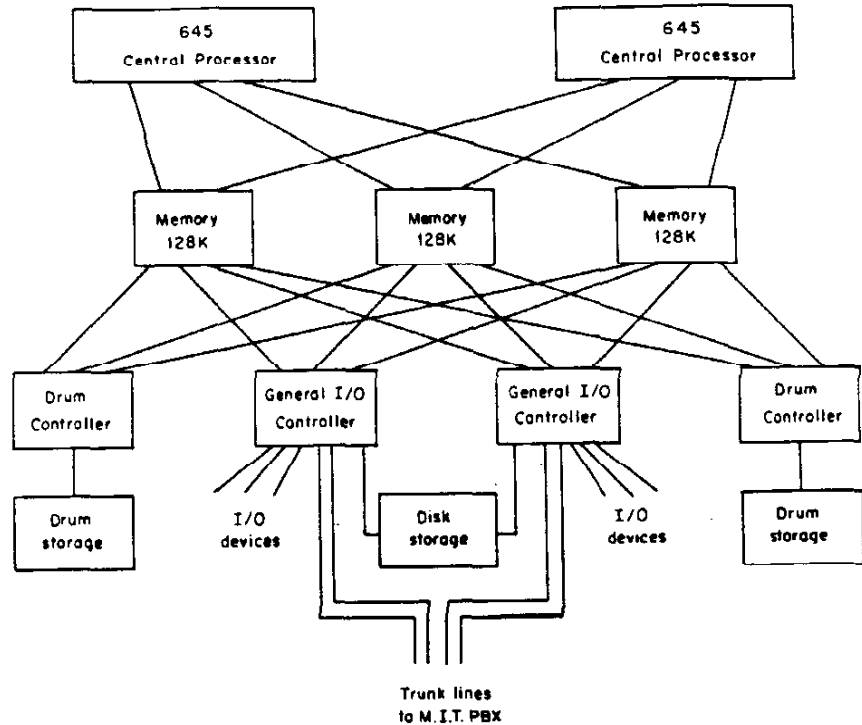 645
Central Processor
645
Central Processor
Memory
128K
Memory
128K
Memory
128K
Drum
Controller
General I/O
Controller
General I/O
Controller
Drum
Controller
Drum
storage
I/O
devices
Disk
storage
I/O
devices
Drum
storage
Trunk lines
to M.I.T. PBX